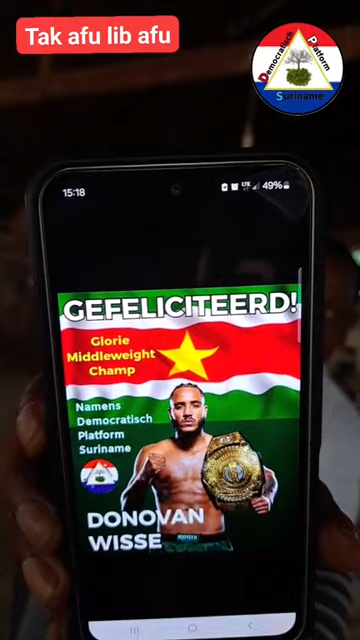 Tak afu lib afu
Democratisch
Platform
Suriname
15:18
LTE
49%
GEFELICITEERD!
Glorie
Middleweight
Champ
Namens
Democratisch
Platform
Suriname
DONOVAN
WISSE